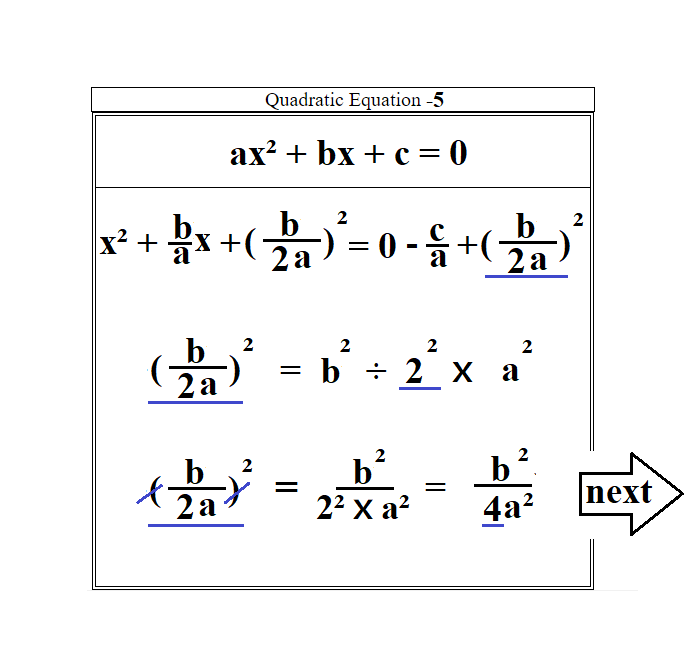 Quadratic Equation -5
ax² + bx + c = 0
x² + b/a x + ( b/2a )² = 0 - c/a + ( b/2a )²
( b/2a )² = b² ÷ 2² X a²
( b/2a )² = b²/2² X a² = b²/4a²
next